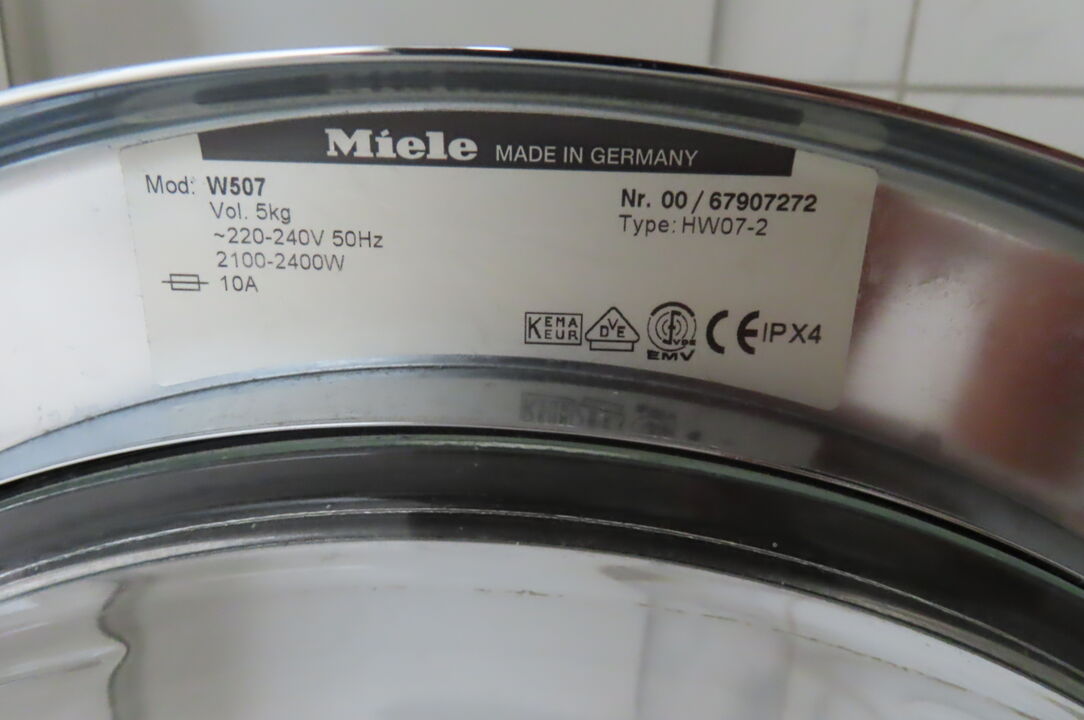 Miele MADE IN GERMANY
Mod: W507
Vol. 5kg
~220-240V 50Hz
2100-2400W
10A
Nr. 00 / 67907272
Type: HW07-2
KEMA
KEUR
DVE
VDE
EMV
CE
IPX4